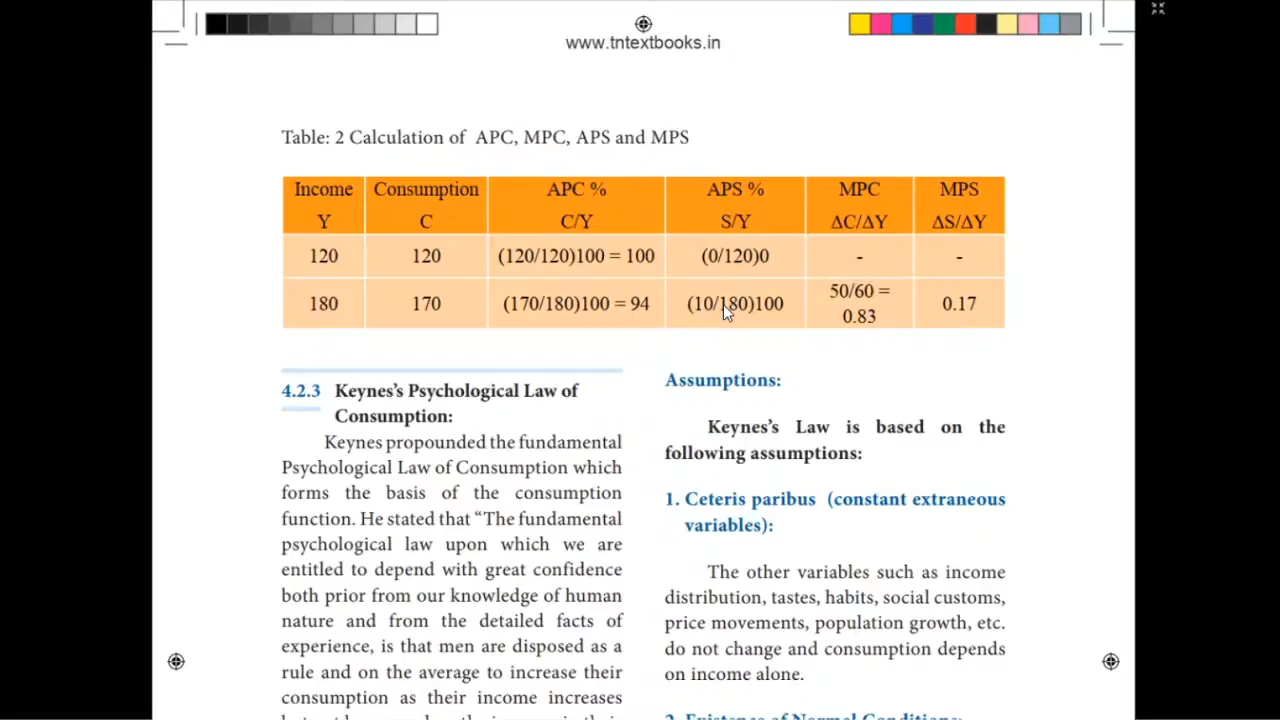 www.tntextbooks.in
Table: 2 Calculation of APC, MPC, APS and MPS
Income Consumption APC % APS % MPC MPS
Y C C/Y S/Y ΔC/ΔY ΔS/ΔY
120 120 (120/120)100 = 100 (0/120)0 - -
180 170 (170/180)100 = 94 (10/180)100 50/60 = 0.83 0.17
4.2.3 Keynes's Psychological Law of
Consumption:
Keynes propounded the fundamental
Psychological Law of Consumption which
forms the basis of the consumption
function. He stated that “The fundamental
psychological law upon which we are
entitled to depend with great confidence
both prior from our knowledge of human
nature and from the detailed facts of
experience, is that men are disposed as a
rule and on the average to increase their
consumption as their income increases
Assumptions:
Keynes's Law is based on the
following assumptions:
1. Ceteris paribus (constant extraneous
variables):
The other variables such as income
distribution, tastes, habits, social customs,
price movements, population growth, etc.
do not change and consumption depends
on income alone.
2. Existence of Normal Conditions: